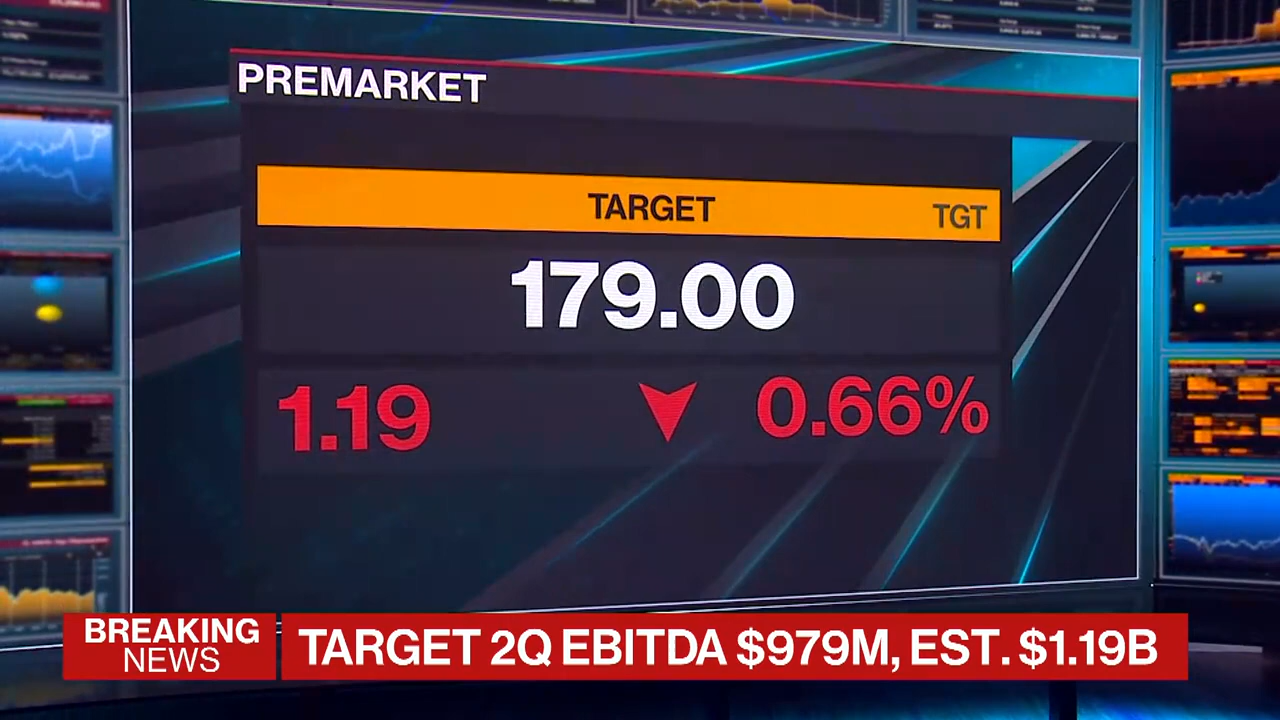 PREMARKET
TARGET TGT
179.00
1.19 0.66%
BREAKING
NEWS
TARGET 2Q EBITDA $979M, EST. $1.19B